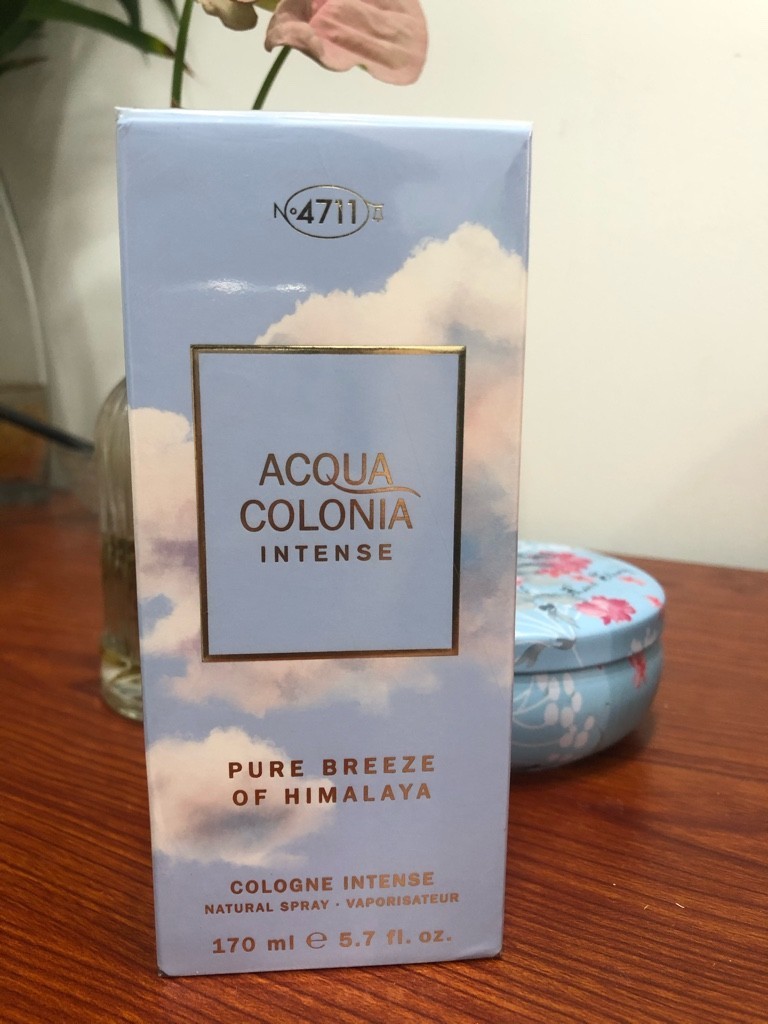 Nº4711
ACQUA
COLONIA
INTENSE
PURE BREEZE
OF HIMALAYA
COLOGNE INTENSE
NATURAL SPRAY · VAPORISATEUR
170 ml ℮ 5.7 fl. oz.